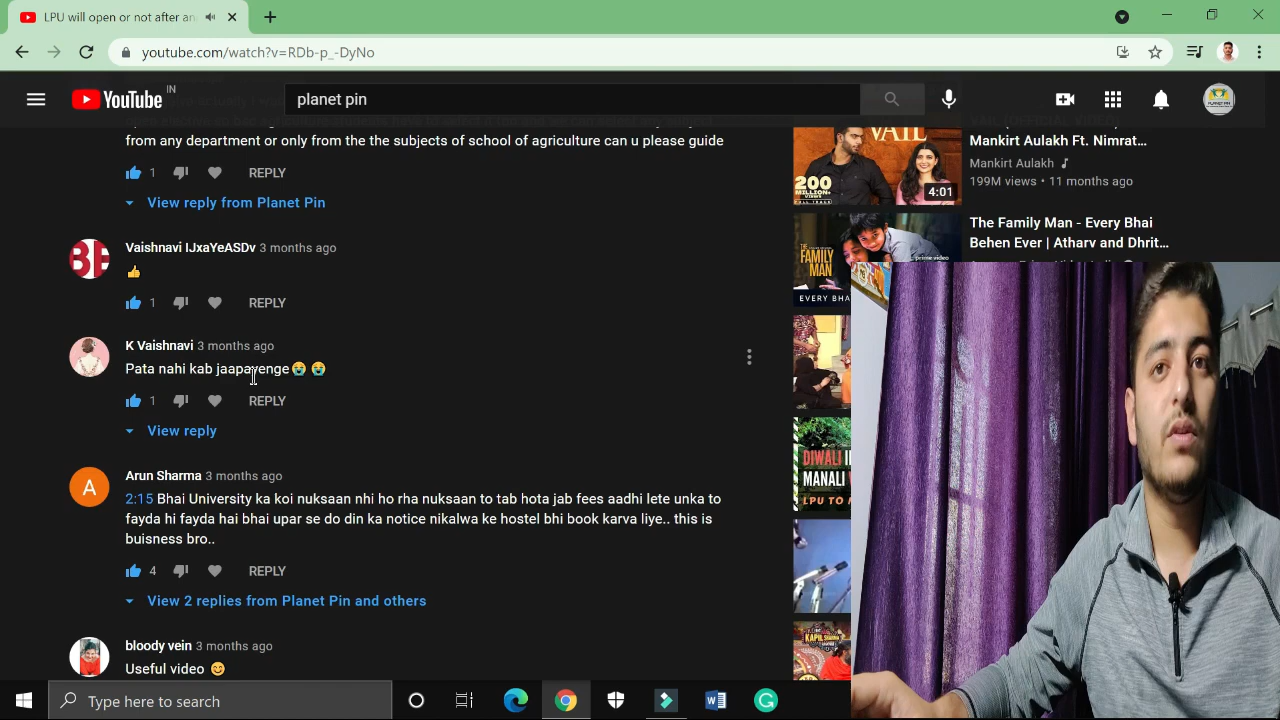 LPU will open or not after an
youtube.com/watch?v=RDb-p_-DyNo
YouTube IN
planet pin
from any department or only from the the subjects of school of agriculture can u please guide
1 REPLY
View reply from Planet Pin
Vaishnavi IJxaYeASDv 3 months ago
👍
1 REPLY
K Vaishnavi 3 months ago
Pata nahi kab jaapayenge😭 😭
1 REPLY
View reply
Arun Sharma 3 months ago
A
2:15 Bhai University ka koi nuksaan nhi ho rha nuksaan to tab hota jab fees aadhi lete unka to
fayda hi fayda hai bhai upar se do din ka notice nikalwa ke hostel bhi book karva liye.. this is
buisness bro..
4 REPLY
View 2 replies from Planet Pin and others
bloody vein 3 months ago
Useful video 😊
VAIL
200
MILLION+
VIEWS
4:01
Mankirt Aulakh Ft. Nimrat...
Mankirt Aulakh
199M views • 11 months ago
THE
FAMILY
MAN
EVERY BHA
The Family Man - Every Bhai
Behen Ever | Atharv and Dhrit...
DIWALI I
MANALI
LPU TO M
KAPIL
Type here to search